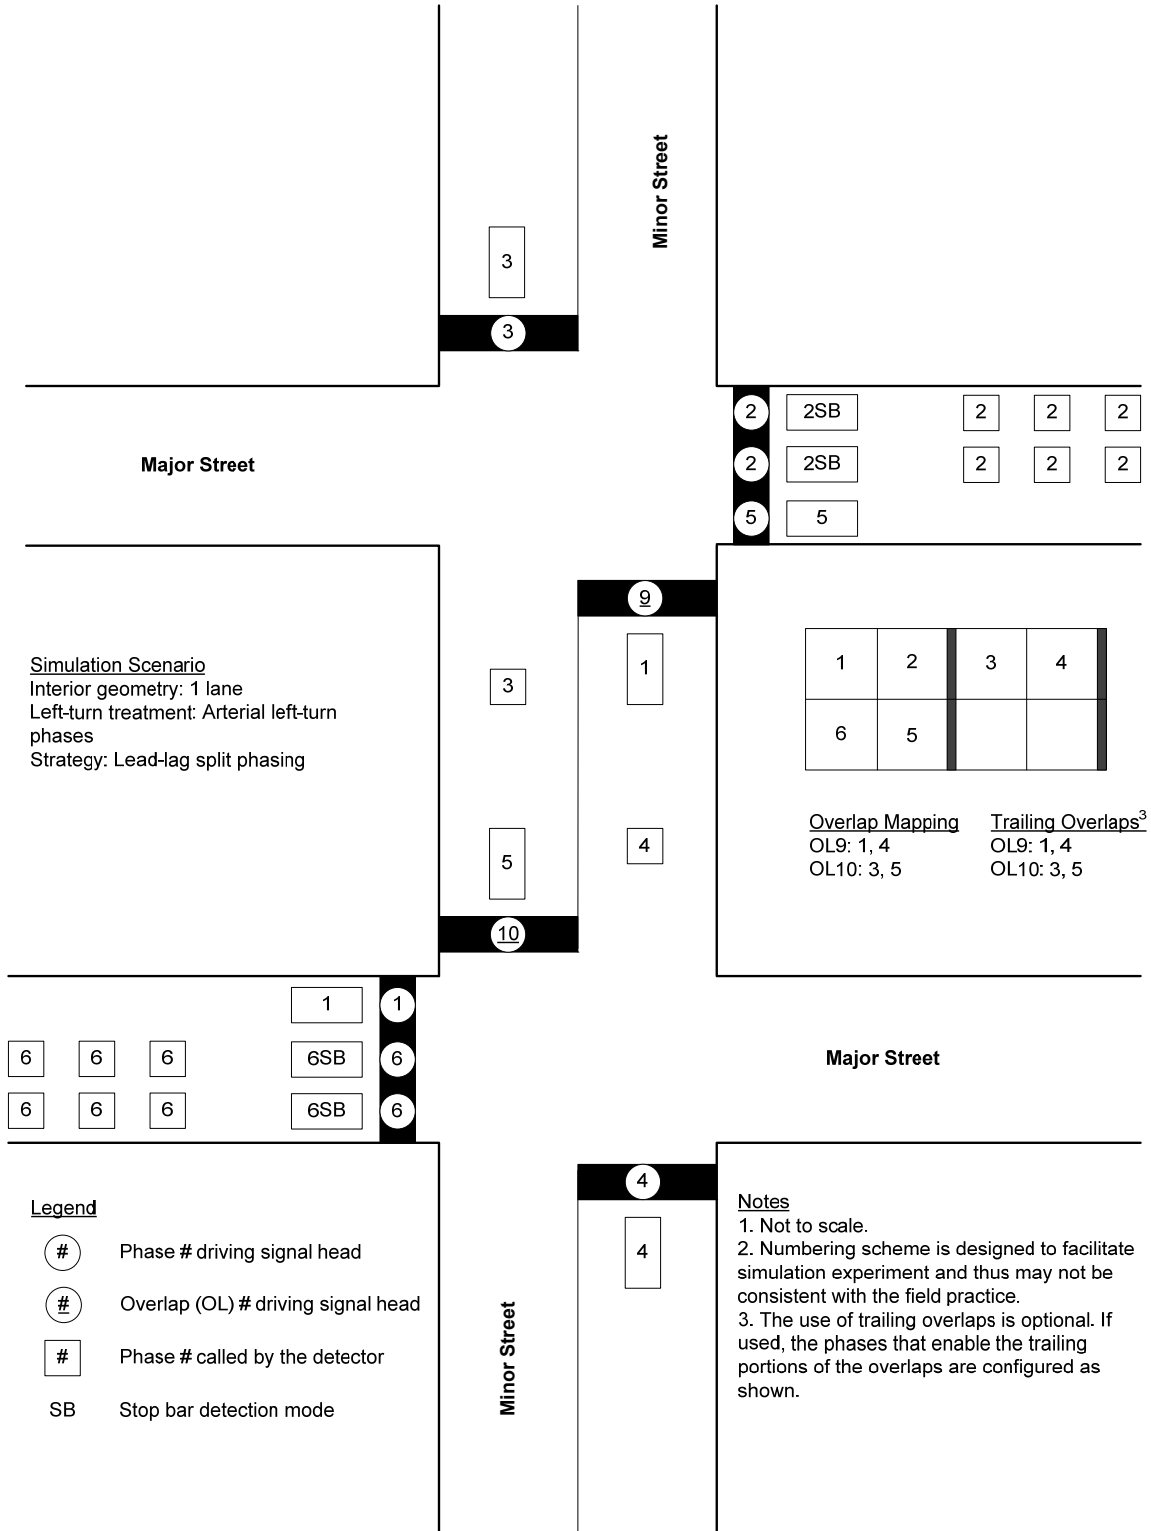 Minor Street
3
3
2
2SB
2
2
2
Major Street
2
2SB
2
2
2
5
5
9
Simulation Scenario
Interior geometry: 1 lane
Left-turn treatment: Arterial left-turn
phases
Strategy: Lead-lag split phasing
3
1
1 2 3 4
6 5
5
4
Overlap Mapping
OL9: 1, 4
OL10: 3, 5
Trailing Overlaps3
OL9: 1, 4
OL10: 3, 5
10
1
1
6
6
6
6SB
6
Major Street
6
6
6
6SB
6
4
4
Legend
# Phase # driving signal head
# Overlap (OL) # driving signal head
# Phase # called by the detector
SB Stop bar detection mode
Minor Street
Notes
1. Not to scale.
2. Numbering scheme is designed to facilitate
simulation experiment and thus may not be
consistent with the field practice.
3. The use of trailing overlaps is optional. If
used, the phases that enable the trailing
portions of the overlaps are configured as
shown.